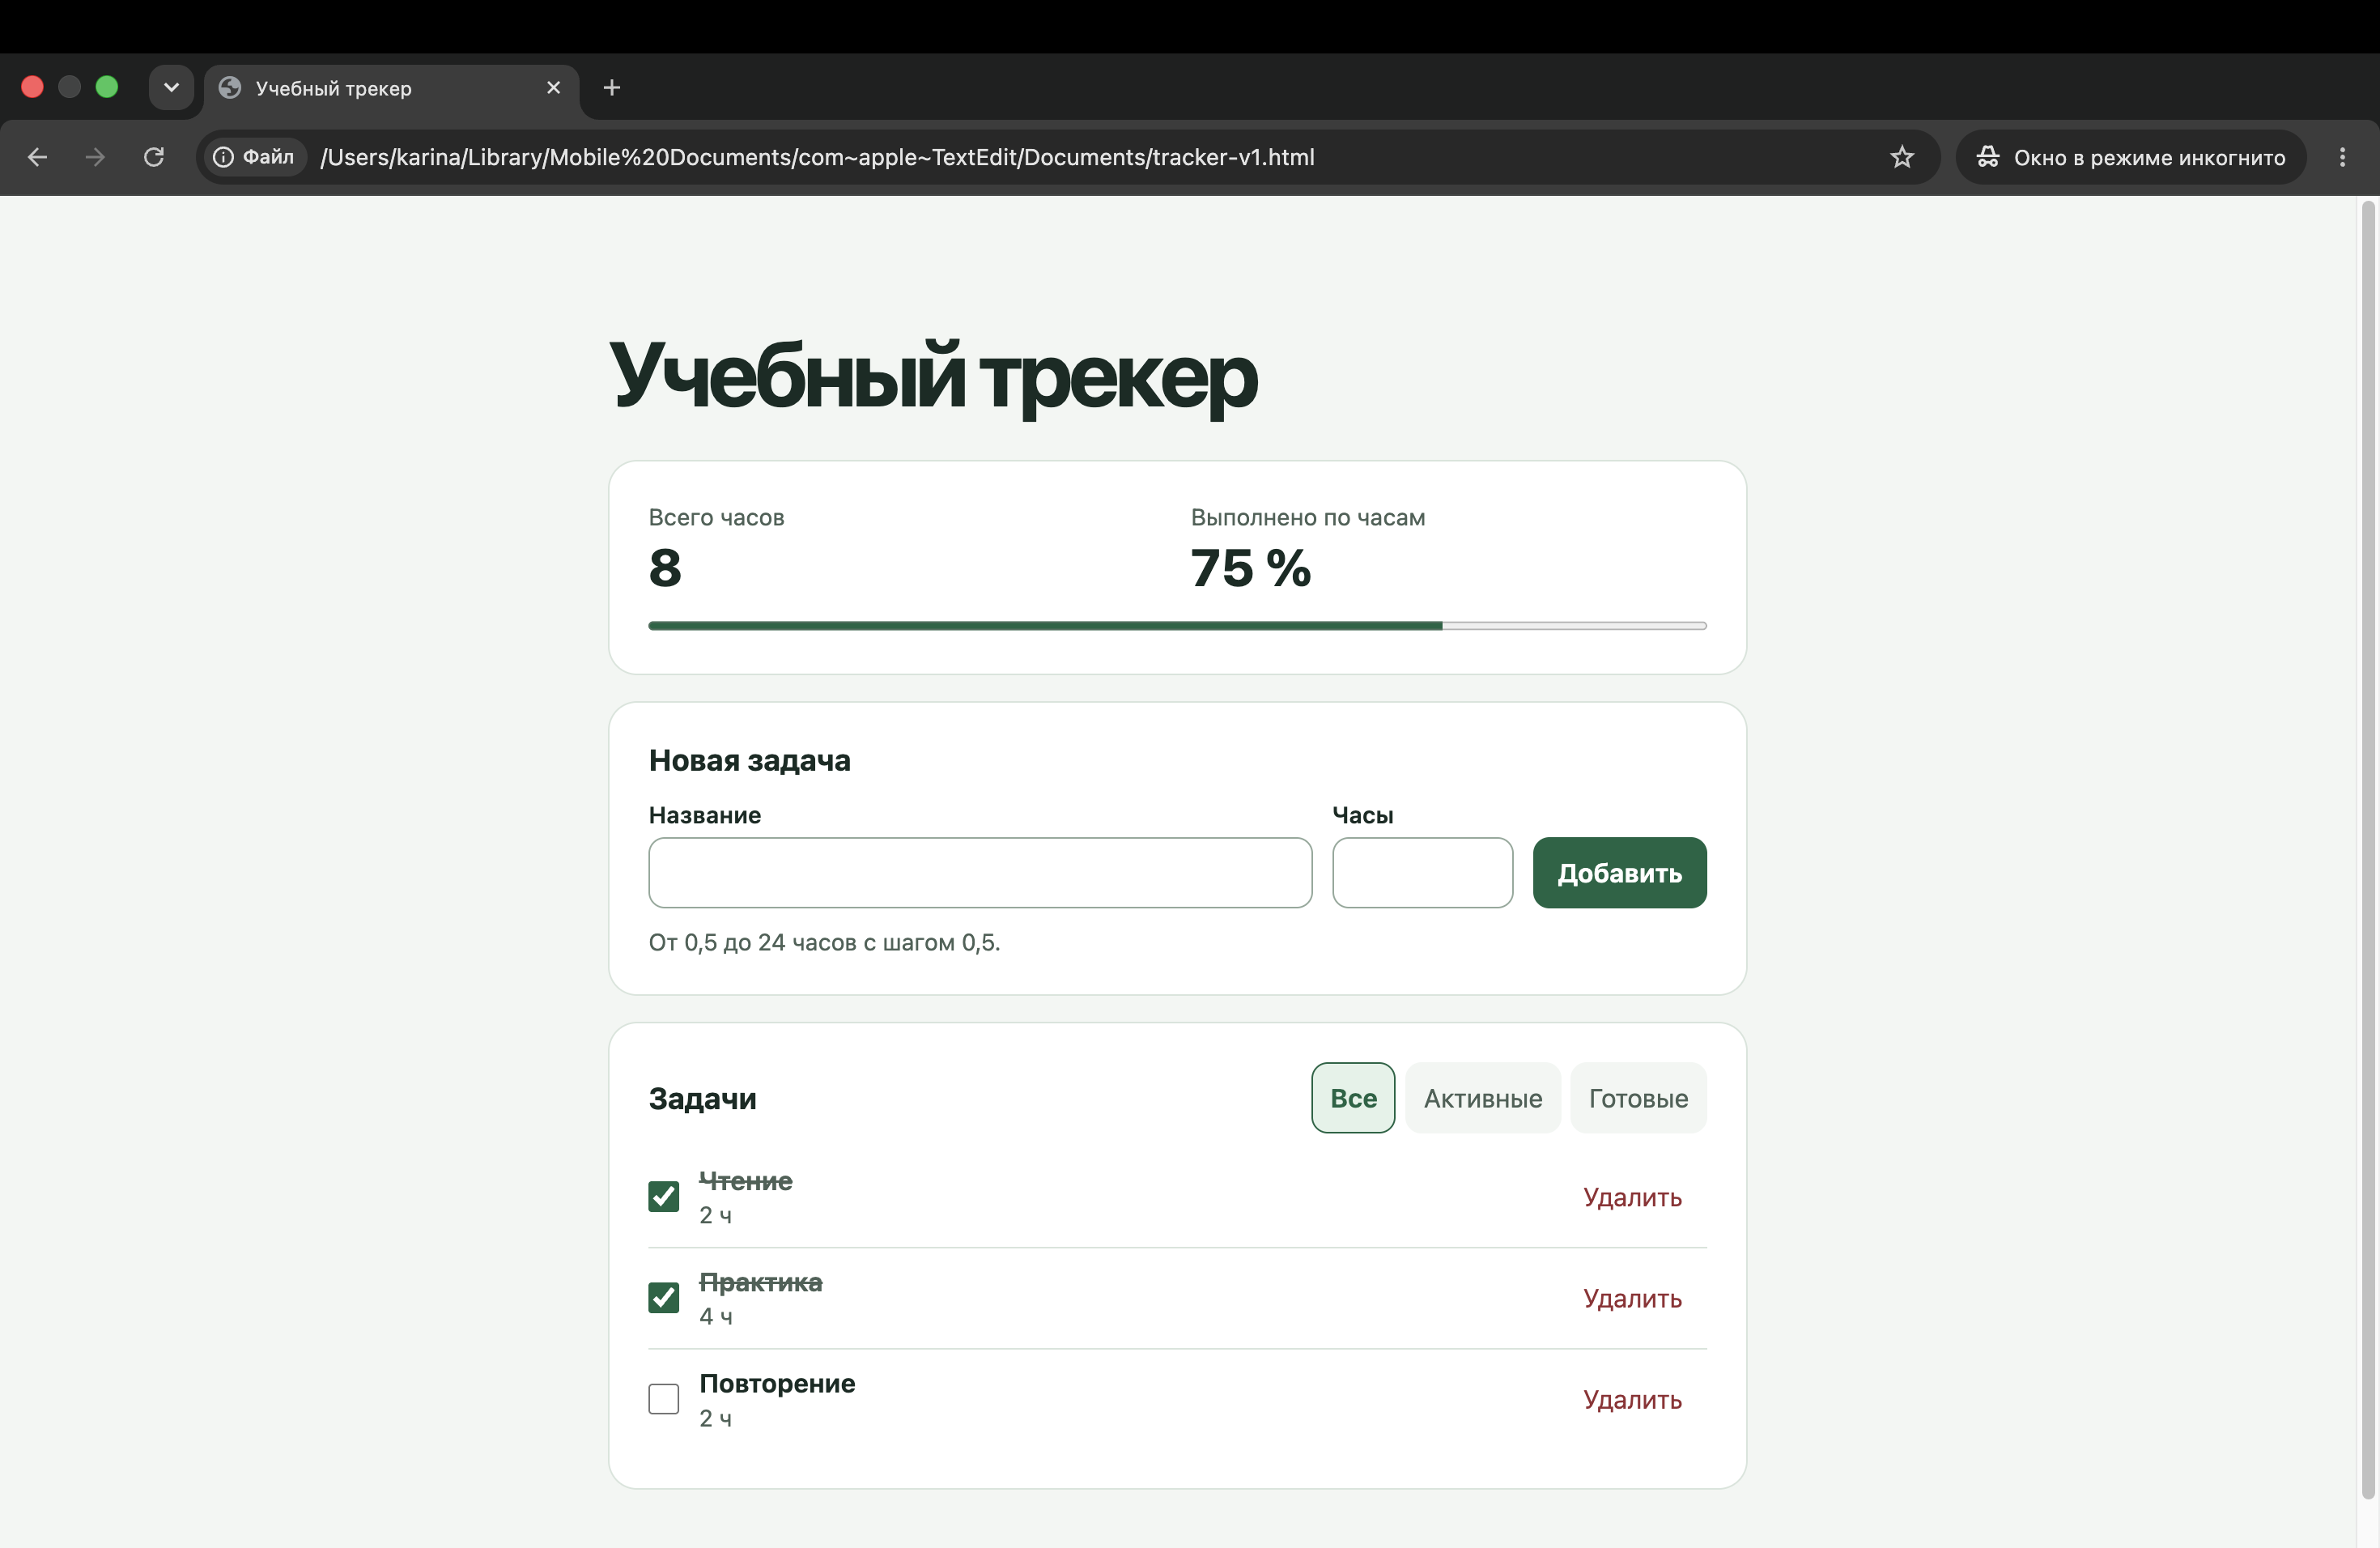 Учебный трекер
Файл /Users/karina/Library/Mobile%20Documents/com~apple~TextEdit/Documents/tracker-v1.html Окно в режиме инкогнито
Учебный трекер
Всего часов Выполнено по часам
8 75 %
Новая задача
Название Часы
Добавить
От 0,5 до 24 часов с шагом 0,5.
Задачи Все Активные Готовые
Чтение
2 ч Удалить
Практика
4 ч Удалить
Повторение
2 ч Удалить